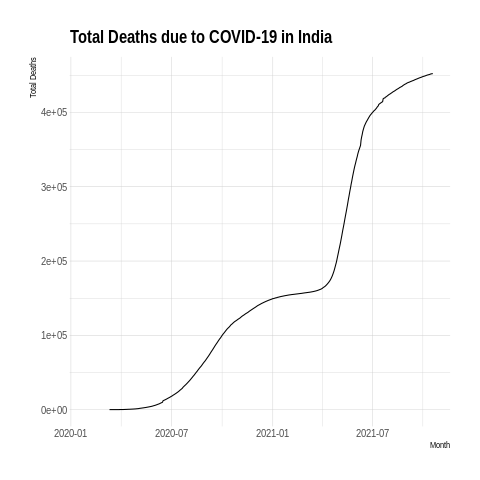 Total Deaths due to COVID-19 in India
Total Deaths
4e+05
3e+05
2e+05
1e+05
0e+00
2020-01 2020-07 2021-01 2021-07
Month